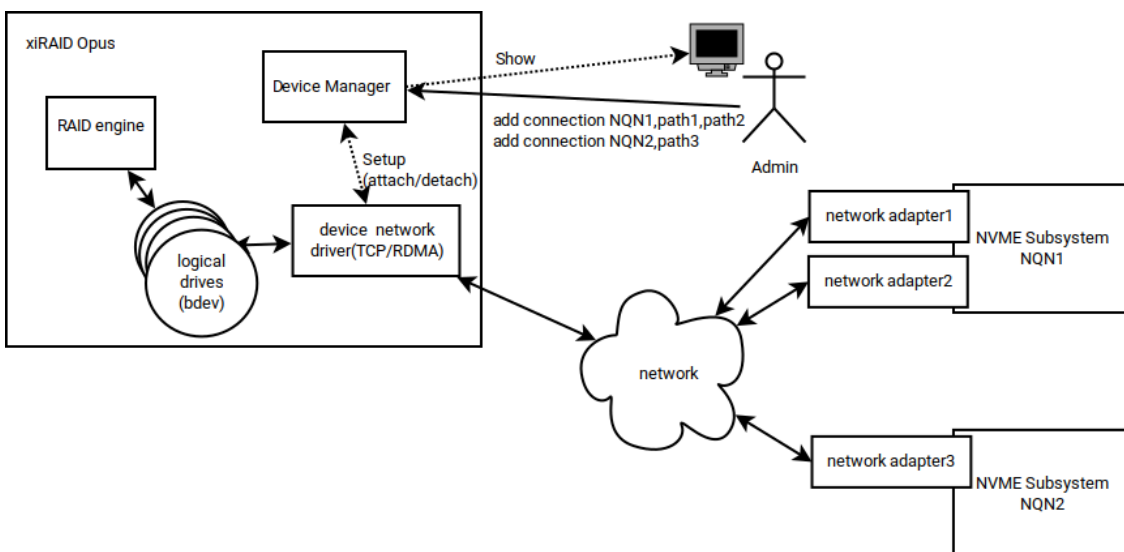 xiRAID Opus
Device Manager
RAID engine
Show
add connection NQN1,path1,path2
add connection NQN2,path3
Admin
Setup
(attach/detach)
device network
driver(TCP/RDMA)
logical
drives
(bdev)
network adapter1
NVME Subsystem
NQN1
network adapter2
network
network adapter3
NVME Subsystem
NQN2